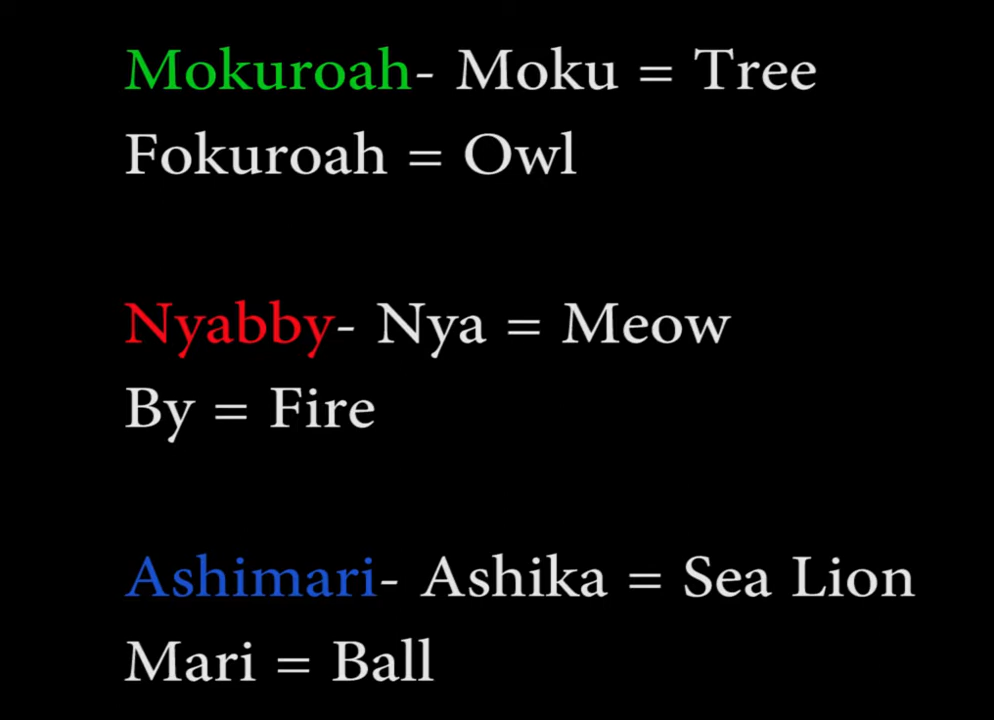 Mokuroah- Moku = Tree
Fokuroah = Owl
Nyabby- Nya = Meow
By = Fire
Ashimari- Ashika = Sea Lion
Mari = Ball